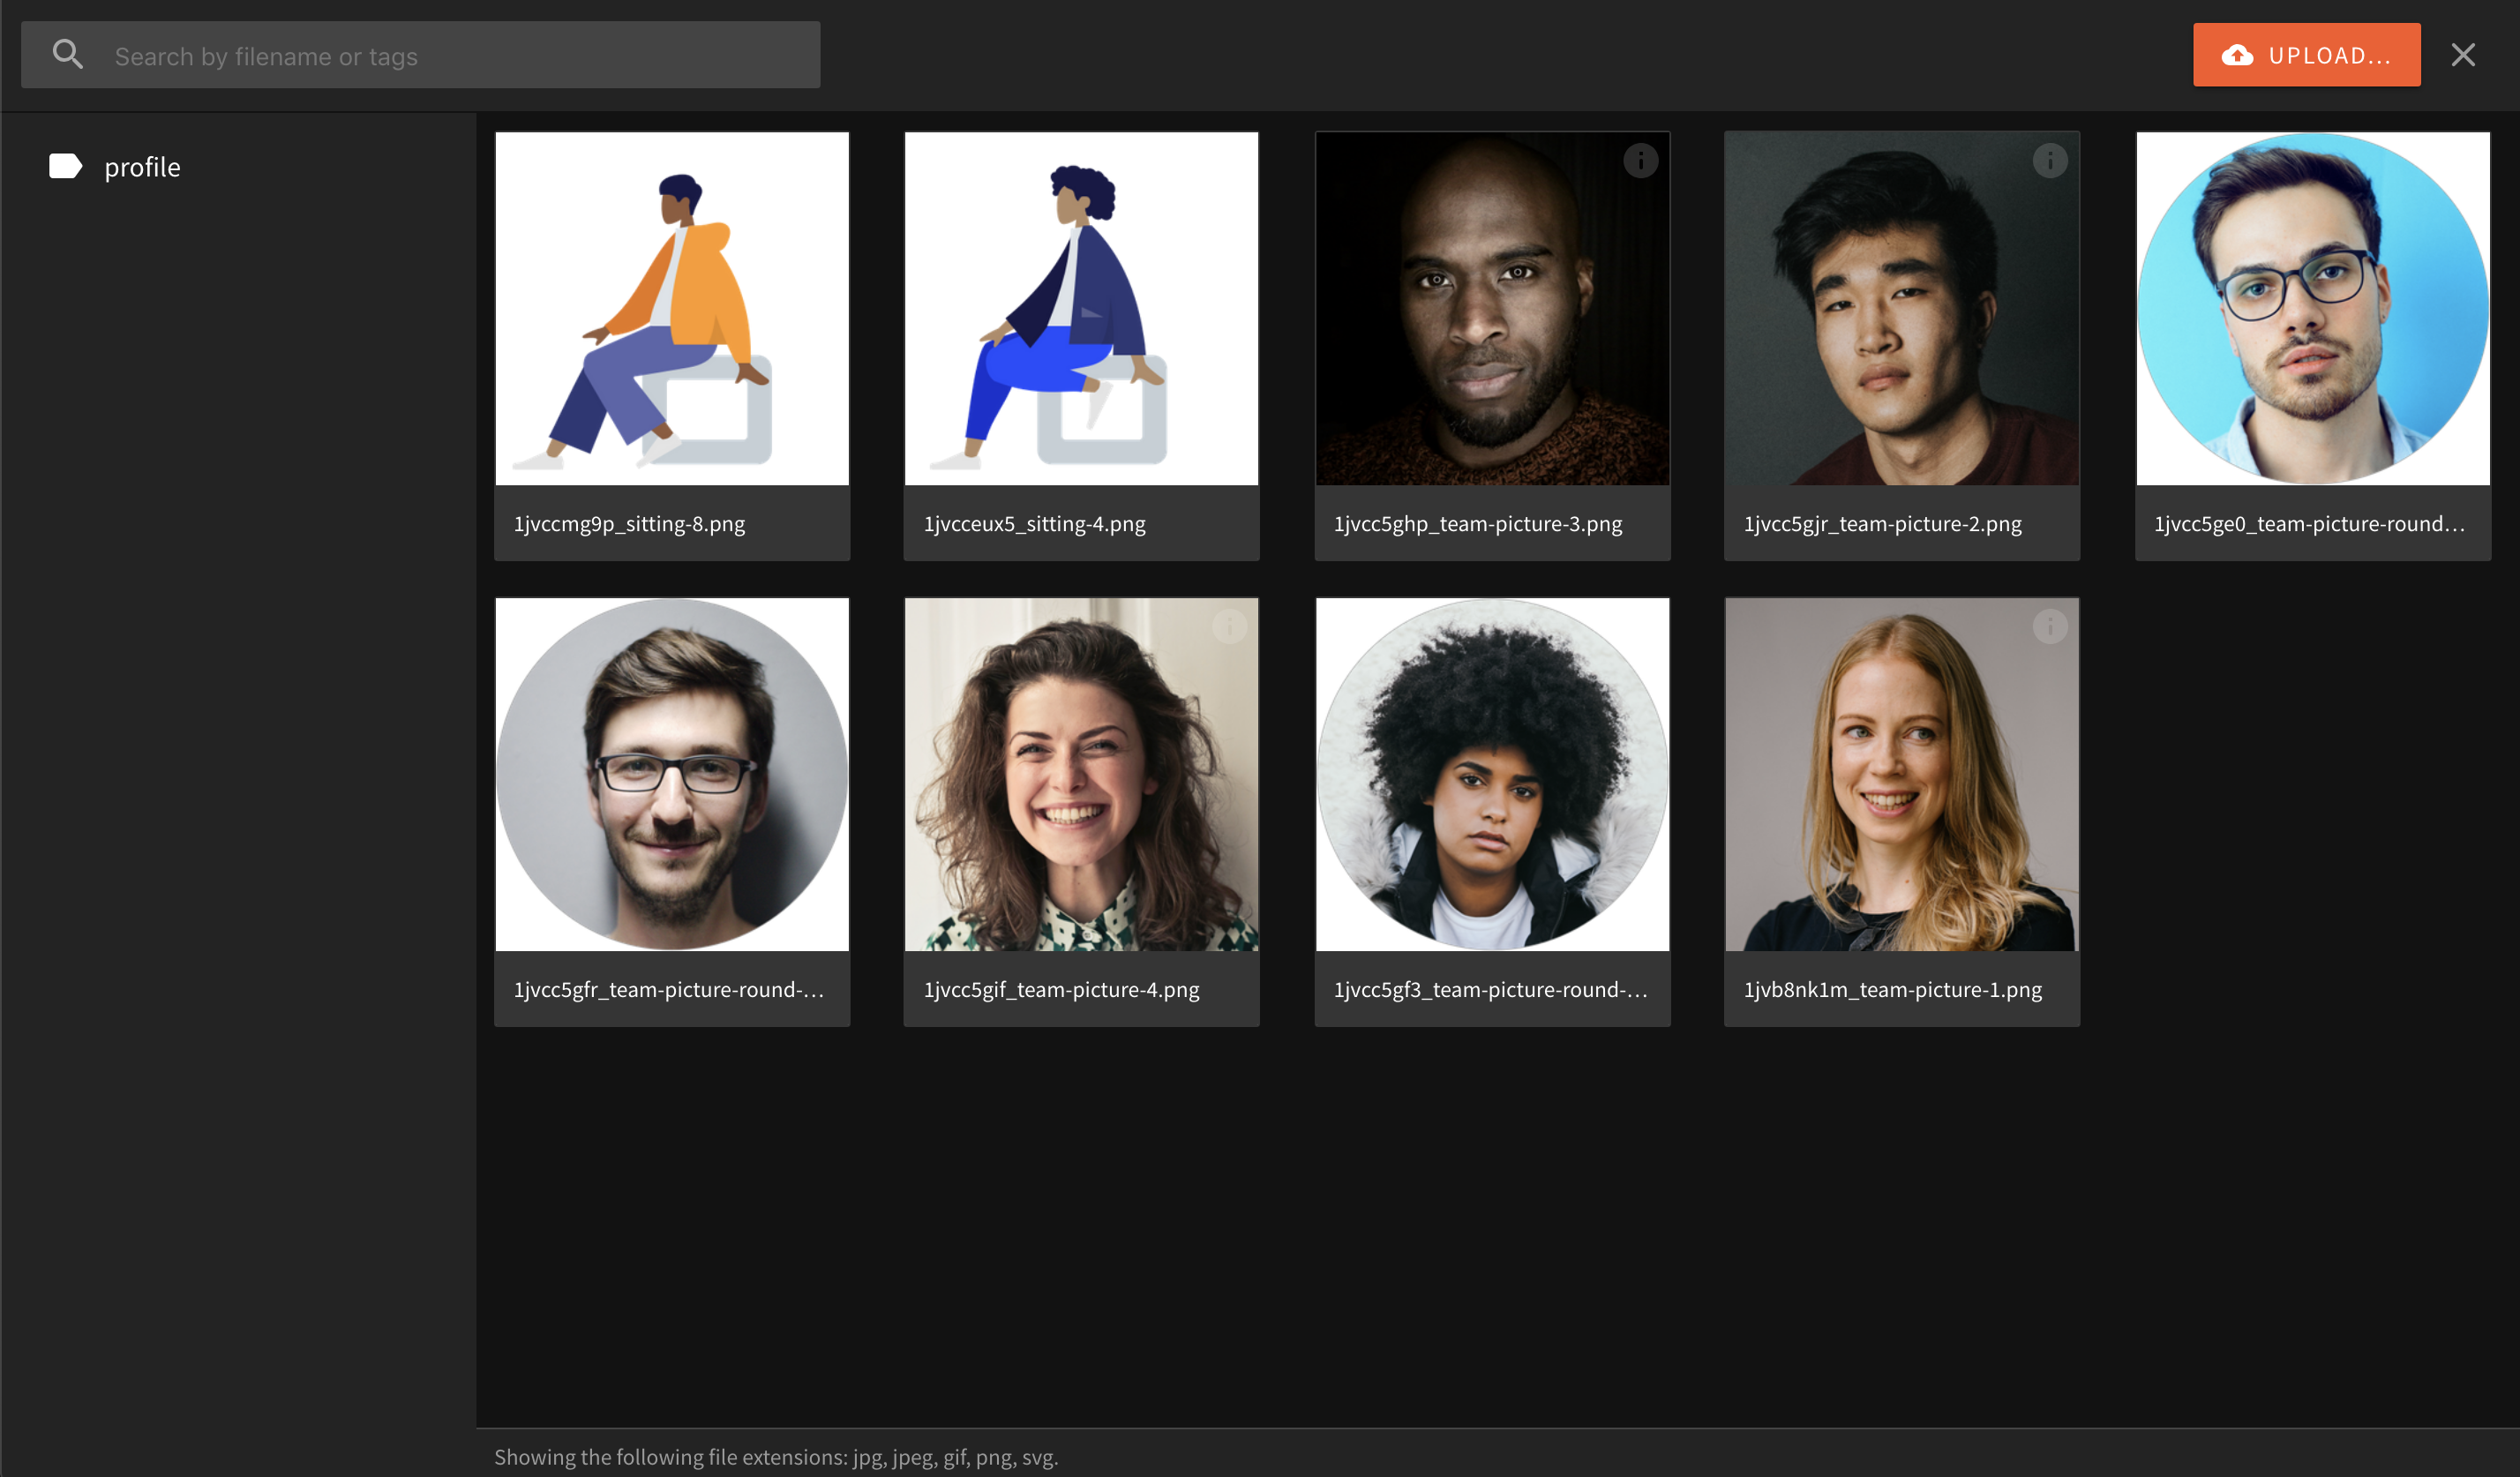 Search by filename or tags
UPLOAD...
profile
1jvccmg9p_sitting-8.png
1jvcceux5_sitting-4.png
1jvcc5ghp_team-picture-3.png
1jvcc5gjr_team-picture-2.png
1jvcc5ge0_team-picture-round...
1jvcc5gfr_team-picture-round-...
1jvcc5gif_team-picture-4.png
1jvcc5gf3_team-picture-round-...
1jvb8nk1m_team-picture-1.png
Showing the following file extensions: jpg, jpeg, gif, png, svg.